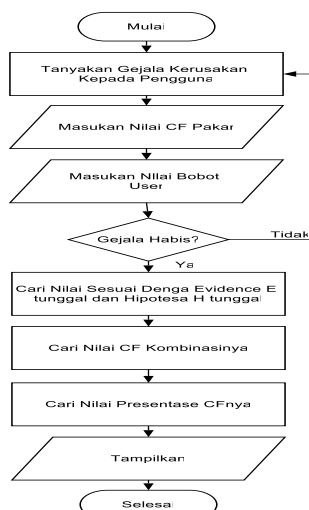 Mulai
Tanyakan Gejala Kerusakan
Kepada Pengguna
Masukan Nilai CF Pakar
Masukan NIlai Bobot
User
Gejala Habis?
Tidak
Ya
Cari Nilai Sesuai Denga Evidence E
tunggal dan Hipotesa H tunggal
Cari Nilai CF Kombinasinya
Cari Nilai Presentase CFnya
Tampilkan
Selesai